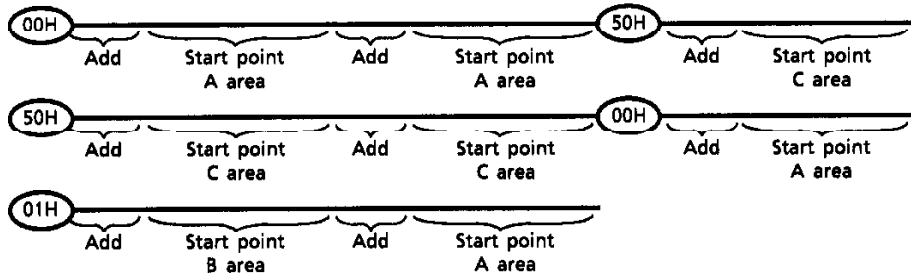 00H 50H
Add Start point Add Start point Add Start point
A area A area C area
50H 00H
Add Start point Add Start point Add Start point
C area C area A area
01H
Add Start point Add Start point
B area A area